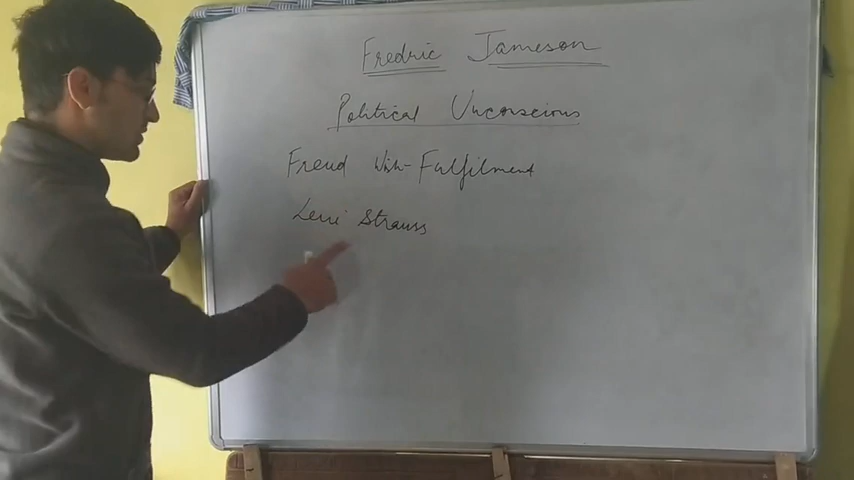 Fredric Jameson
Political Unconscious
Freud Wish-Fulfilment
Levi Strauss